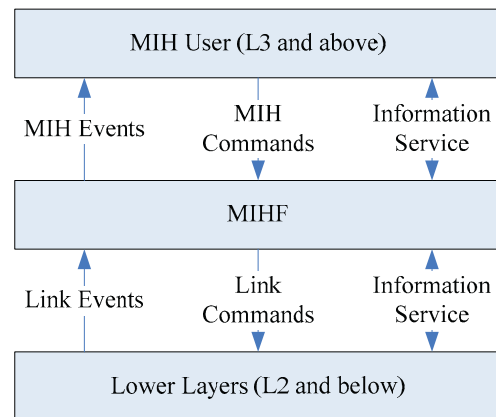 MIH User (L3 and above)
MIH Events
MIH
Commands
Information
Service
MIHF
Link Events
Link
Commands
Information
Service
Lower Layers (L2 and below)